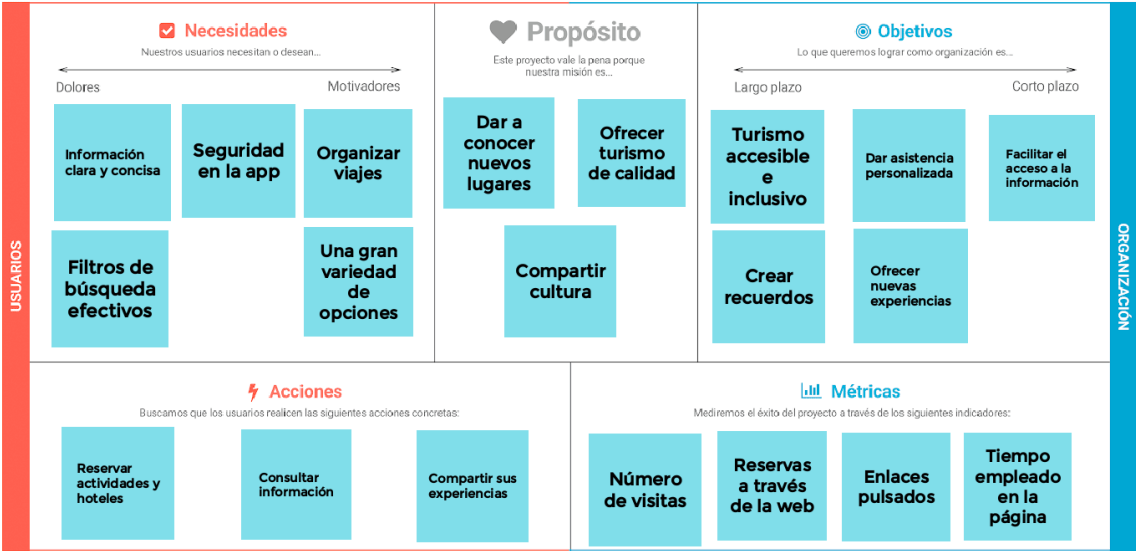 USUARIOS
Necesidades
Nuestros usuarios necesitan o desean...
Dolores
Motivadores
Información
clara y concisa
Seguridad
en la app
Organizar
viajes
Filtros de
búsqueda
efectivos
Una gran
variedad
de
opciones
Propósito
Este proyecto vale la pena porque
nuestra misión es...
Dar a
conocer
nuevos
lugares
Ofrecer
turismo
de calidad
Compartir
cultura
Objetivos
Lo que queremos lograr como organización es...
Largo plazo
Corto plazo
Turismo
accesible
e
inclusivo
Dar asistencia
personalizada
Facilitar el
acceso a la
información
Crear
recuerdos
Ofrecer
nuevas
experiencias
ORGANIZACIÓN
Acciones
Buscamos que los usuarios realicen las siguientes acciones concretas:
Reservar
actividades y
hoteles
Consultar
información
Compartir sus
experiencias
Métricas
Mediremos el éxito del proyecto a través de los siguientes indicadores:
Número
de visitas
Reservas
a través
de la web
Enlaces
pulsados
Tiempo
empleado
en la
página